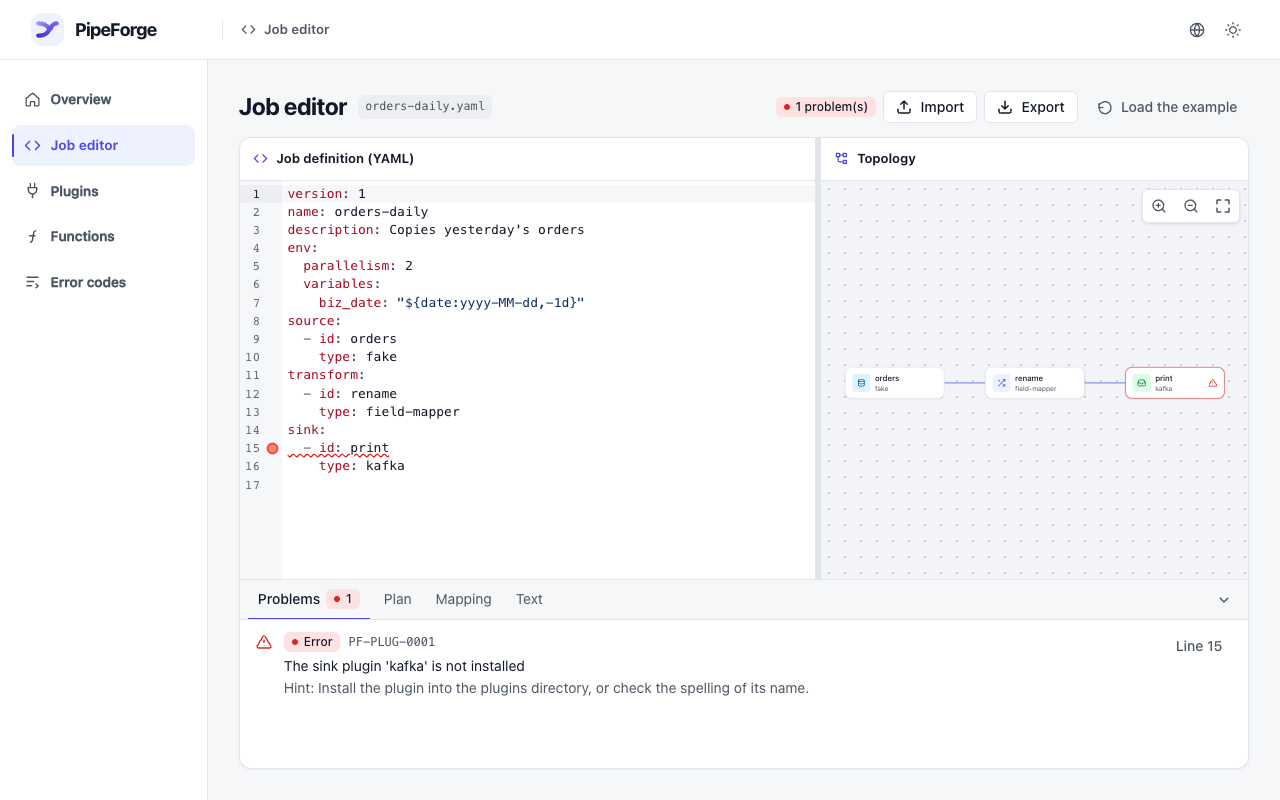 PipeForge
Job editor
Overview
Job editor
Plugins
Functions
Error codes
Job editor
orders-daily.yaml
1 problem(s)
Import
Export
Load the example
Job definition (YAML)
1 version: 1
2 name: orders-daily
3 description: Copies yesterday's orders
4 env:
5   parallelism: 2
6   variables:
7     biz_date: "${date:yyyy-MM-dd,-1d}"
8 source:
9   - id: orders
10     type: fake
11 transform:
12   - id: rename
13     type: field-mapper
14 sink:
15   - id: print
16     type: kafka
17
Topology
orders
fake
rename
field-mapper
print
kafka
Problems 1
Plan
Mapping
Text
Error PF-PLUG-0001
Line 15
The sink plugin 'kafka' is not installed
Hint: Install the plugin into the plugins directory, or check the spelling of its name.